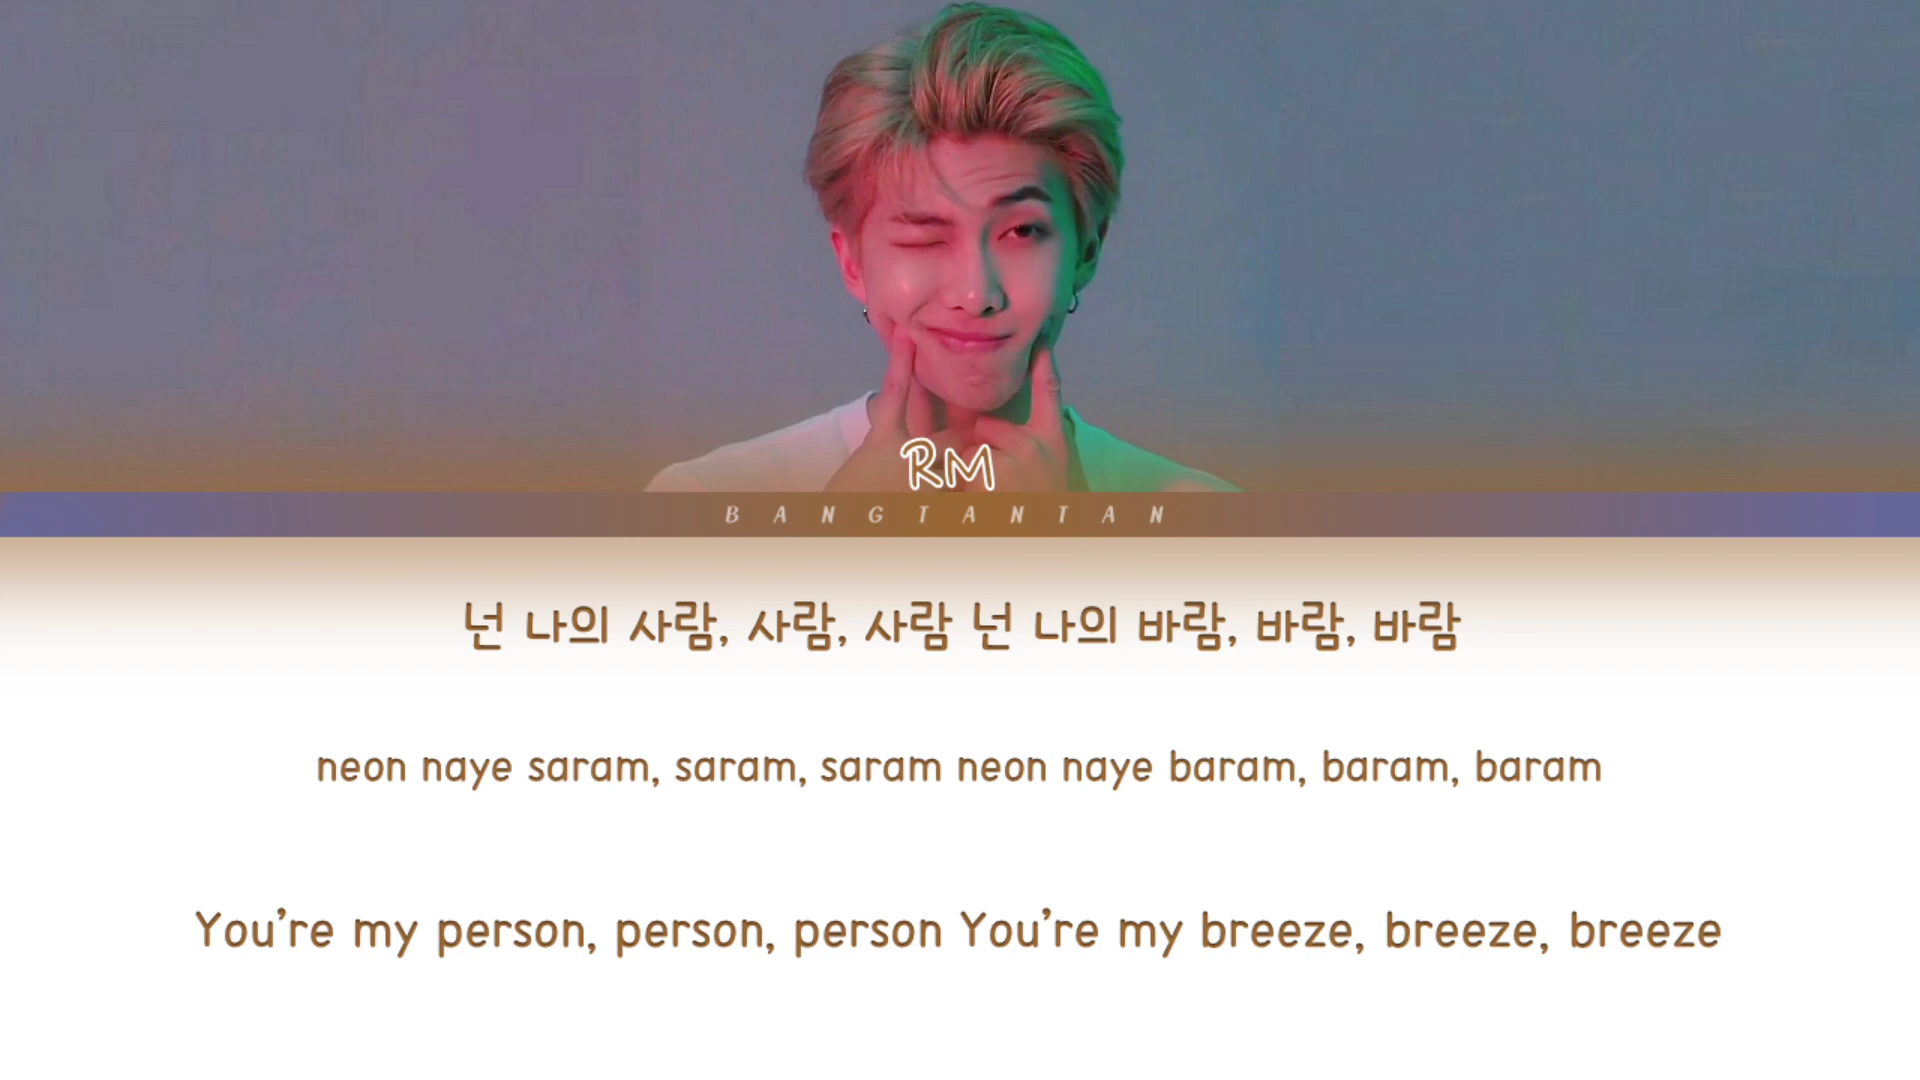 RM
BANGTANTAN
넌 나의 사람, 사람, 사람 넌 나의 바람, 바람, 바람
neon naye saram, saram, saram neon naye baram, baram, baram
You’re my person, person, person You’re my breeze, breeze, breeze